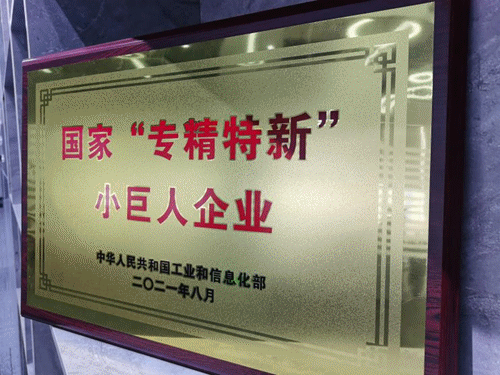 国家“专精特新”
小巨人企业
中华人民共和国工业和信息化部
二〇二一年八月